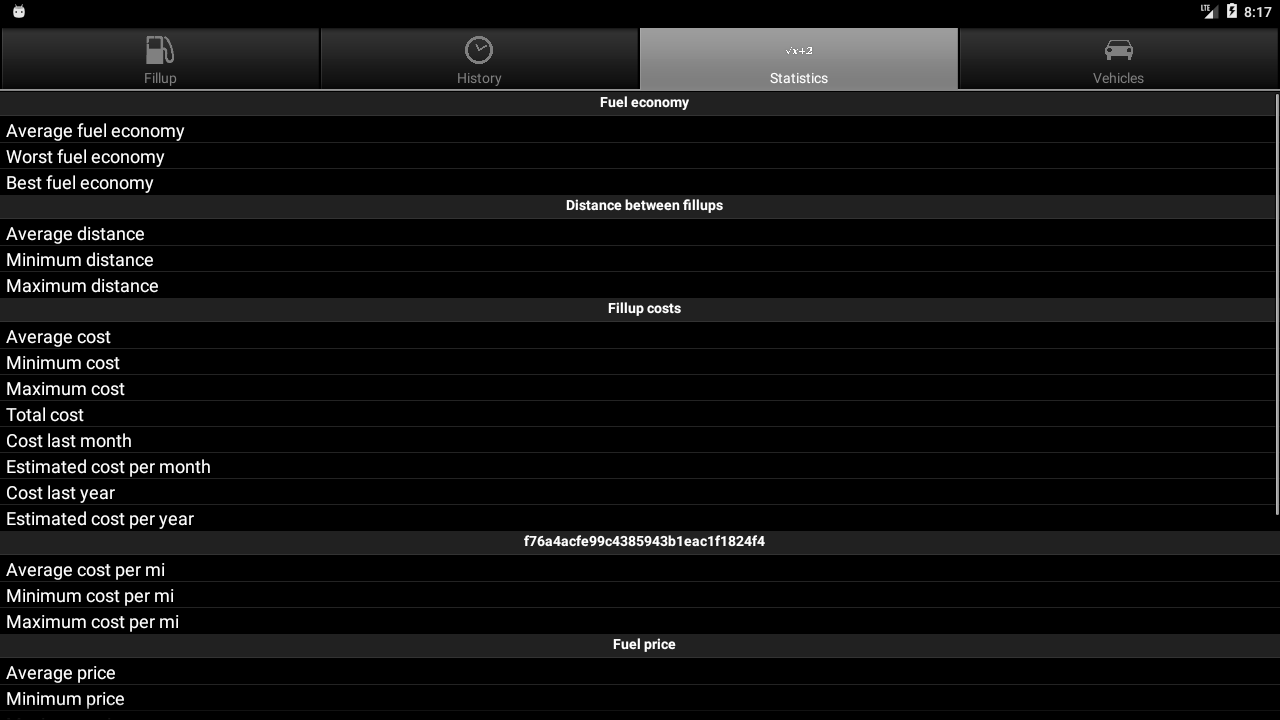 LTE 8:17
Fillup
History
√x+2
Statistics
Vehicles
Fuel economy
Average fuel economy
Worst fuel economy
Best fuel economy
Distance between fillups
Average distance
Minimum distance
Maximum distance
Fillup costs
Average cost
Minimum cost
Maximum cost
Total cost
Cost last month
Estimated cost per month
Cost last year
Estimated cost per year
f76a4acfe99c4385943b1eac1f1824f4
Average cost per mi
Minimum cost per mi
Maximum cost per mi
Fuel price
Average price
Minimum price